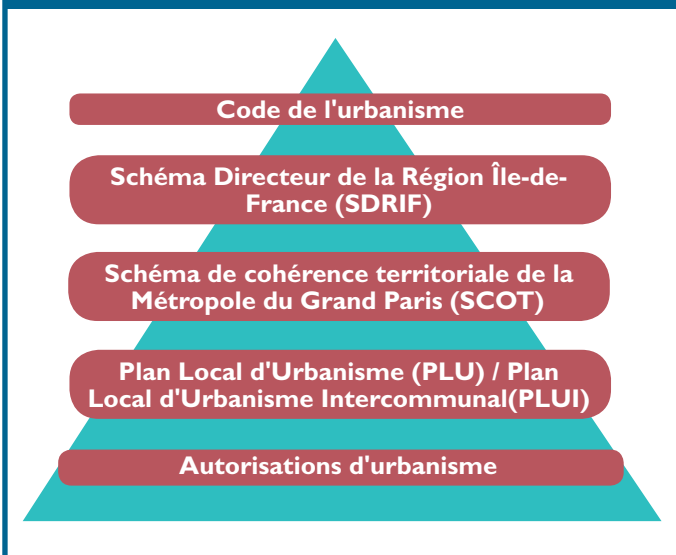 Code de l'urbanisme
Schéma Directeur de la Région Île-de-
France (SDRIF)
Schéma de cohérence territoriale de la
Métropole du Grand Paris (SCOT)
Plan Local d'Urbanisme (PLU) / Plan
Local d'Urbanisme Intercommunal(PLUI)
Autorisations d'urbanisme